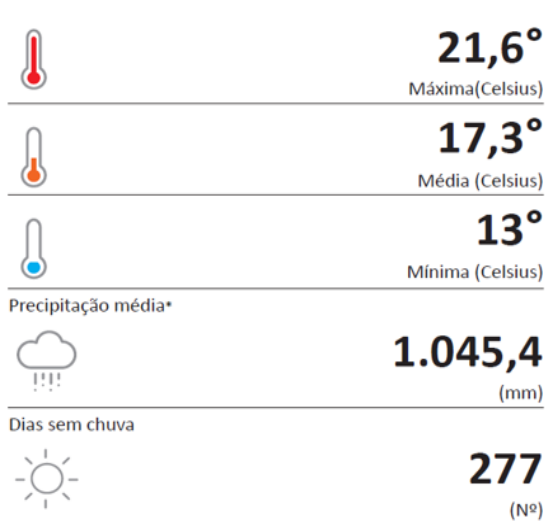 21,6°
Máxima(Celsius)
17,3°
Média (Celsius)
13°
Mínima (Celsius)
Precipitação média*
1.045,4
(mm)
Dias sem chuva
277
(Nº)